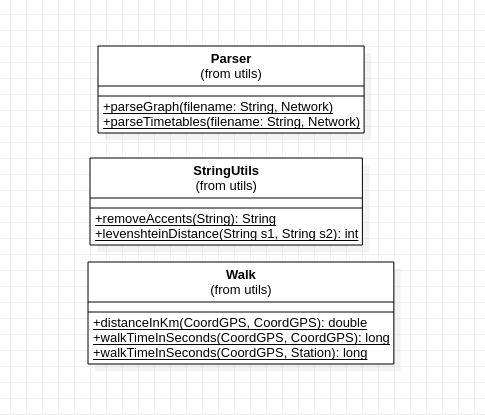 Parser
(from utils)
+parseGraph(filename: String, Network)
+parseTimetables(filename: String, Network)
StringUtils
(from utils)
+removeAccents(String): String
+levenshteinDistance(String s1, String s2): int
Walk
(from utils)
+distanceInKm(CoordGPS, CoordGPS): double
+walkTimeInSeconds(CoordGPS, CoordGPS): long
+walkTimeInSeconds(CoordGPS, Station): long